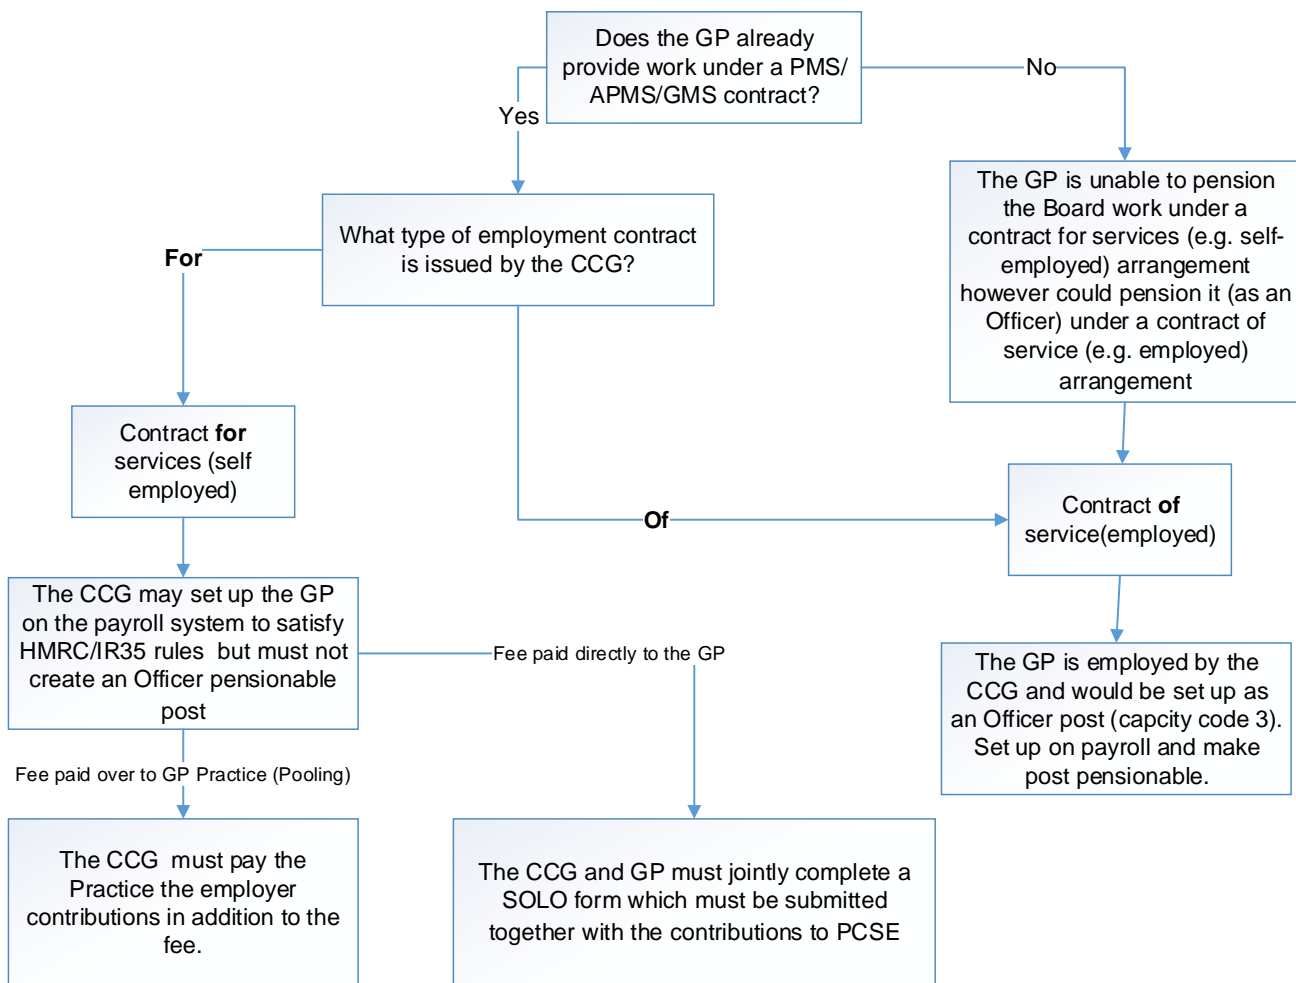 Does the GP already
provide work under a PMS/
APMS/GMS contract?
Yes
No
What type of employment contract
is issued by the CCG?
The GP is unable to pension
the Board work under a
contract for services (e.g. self-
employed) arrangement
however could pension it (as an
Officer) under a contract of
service (e.g. employed)
arrangement
For
Of
Contract for
services (self
employed)
Contract of
service(employed)
The CCG may set up the GP
on the payroll system to satisfy
HMRC/IR35 rules  but must not
create an Officer pensionable
post
Fee paid directly to the GP
The GP is employed by the
CCG and would be set up as
an Officer post (capcity code 3).
Set up on payroll and make
post pensionable.
Fee paid over to GP Practice (Pooling)
The CCG  must pay the
Practice the employer
contributions in addition to the
fee.
The CCG and GP must jointly complete a
SOLO form which must be submitted
together with the contributions to PCSE